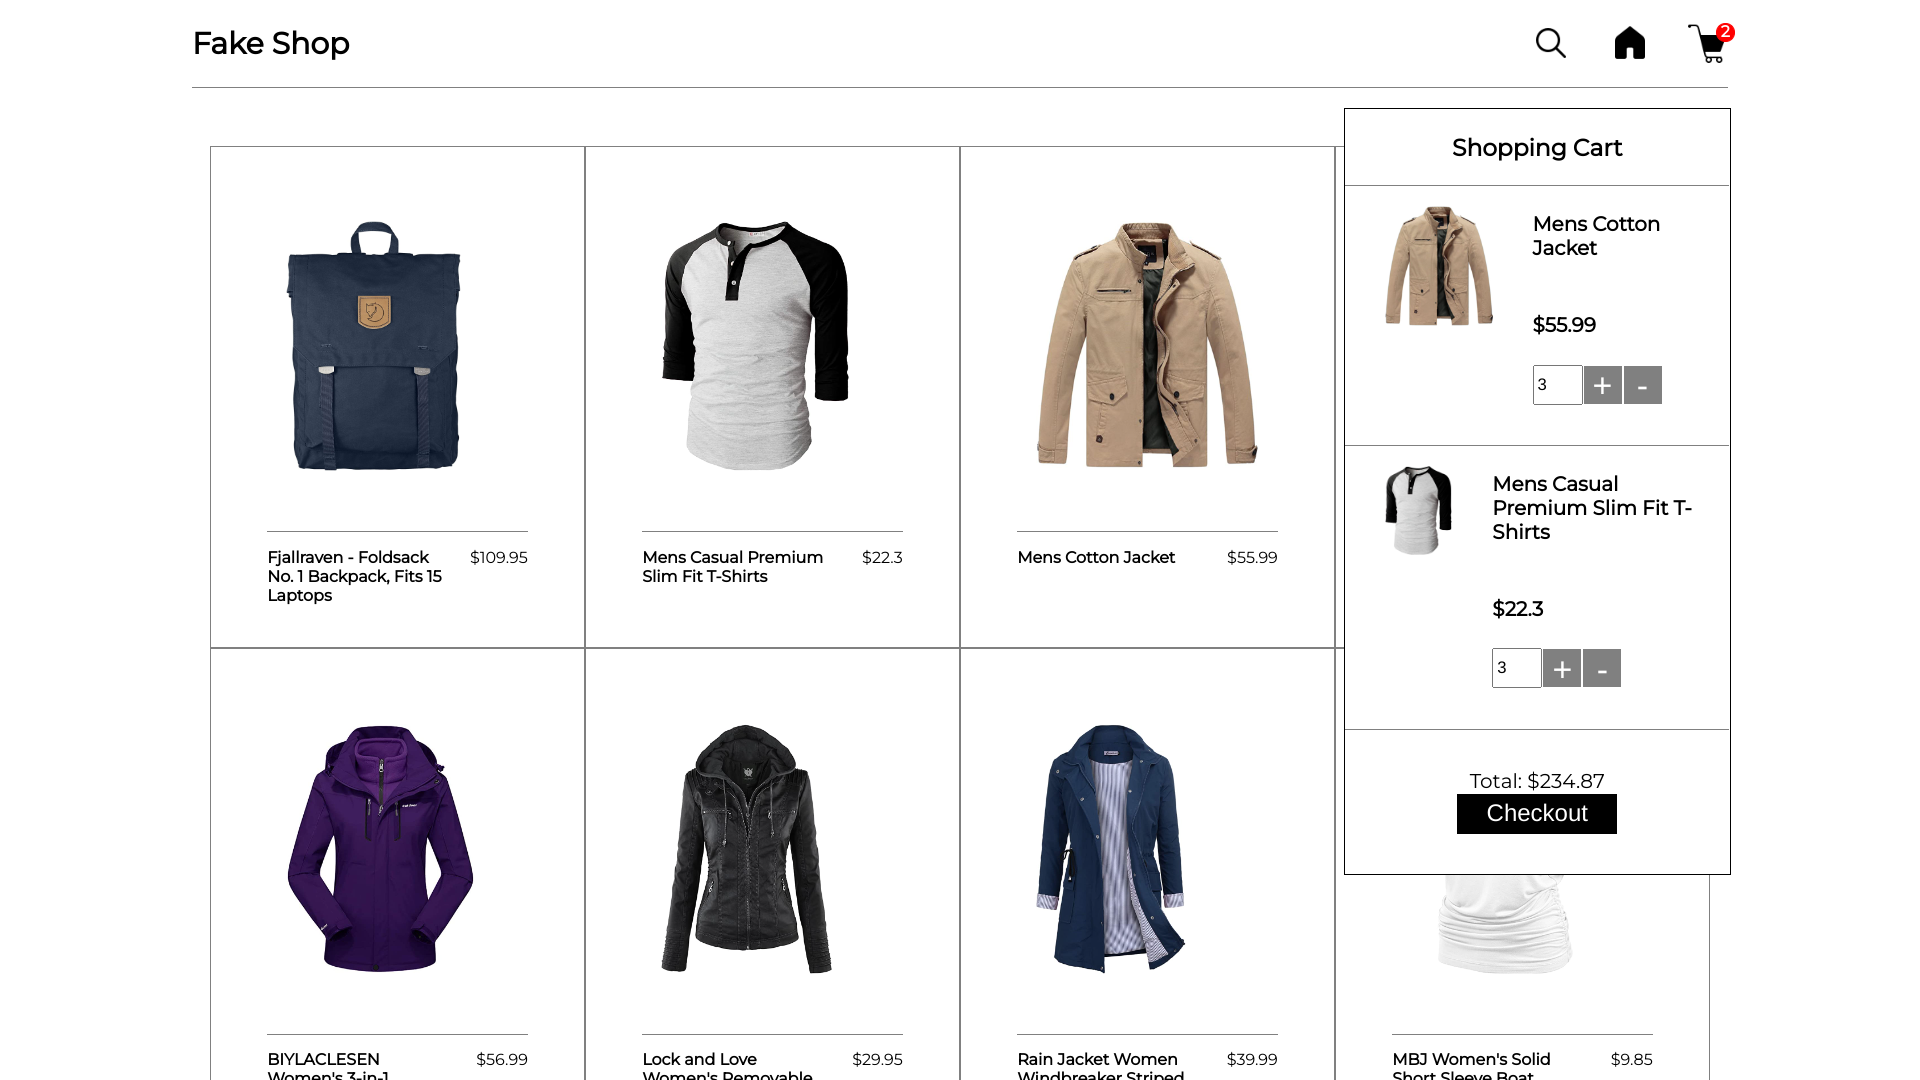 Fake Shop
2
Shopping Cart
Mens Cotton
Jacket
$55.99
3 + -
Mens Casual
Premium Slim Fit T-
Shirts
$22.3
3 + -
Total: $234.87
Checkout
Fjallraven - Foldsack
No. 1 Backpack, Fits 15
Laptops
$109.95
Mens Casual Premium
Slim Fit T-Shirts
$22.3
Mens Cotton Jacket
$55.99
BIYLACLESEN
Women's 3-in-1
$56.99
Lock and Love
Women's Removable
$29.95
Rain Jacket Women
Windbreaker Striped
$39.99
MBJ Women's Solid
Short Sleeve Boat
$9.85